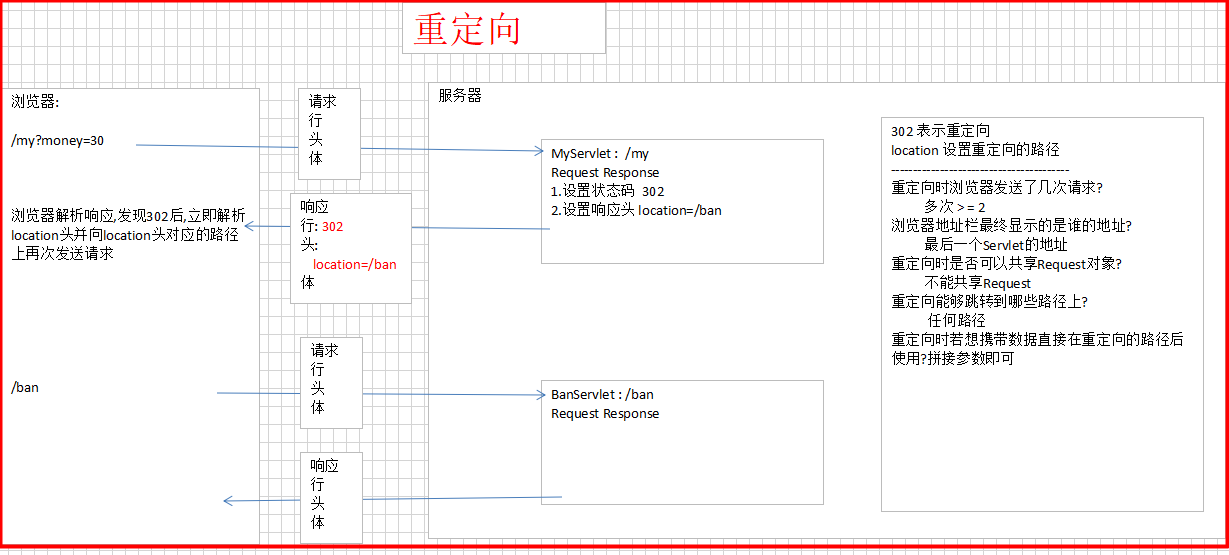 重定向
浏览器:
/my?money=30
浏览器解析响应,发现302后,立即解析
location头并向location头对应的路径
上再次发送请求
/ban
请求
行
头
体
响应
行: 302
头:
location=/ban
体
请求
行
头
体
响应
行
头
体
服务器
MyServlet : /my
Request Response
1.设置状态码 302
2.设置响应头 location=/ban
BanServlet : /ban
Request Response
302 表示重定向
location 设置重定向的路径
----------------------------------------
重定向时浏览器发送了几次请求?
多次 > = 2
浏览器地址栏最终显示的是谁的地址?
最后一个Servlet的地址
重定向时是否可以共享Request对象?
不能共享Request
重定向能够跳转到哪些路径上?
任何路径
重定向时若想携带数据直接在重定向的路径后
使用?拼接参数即可